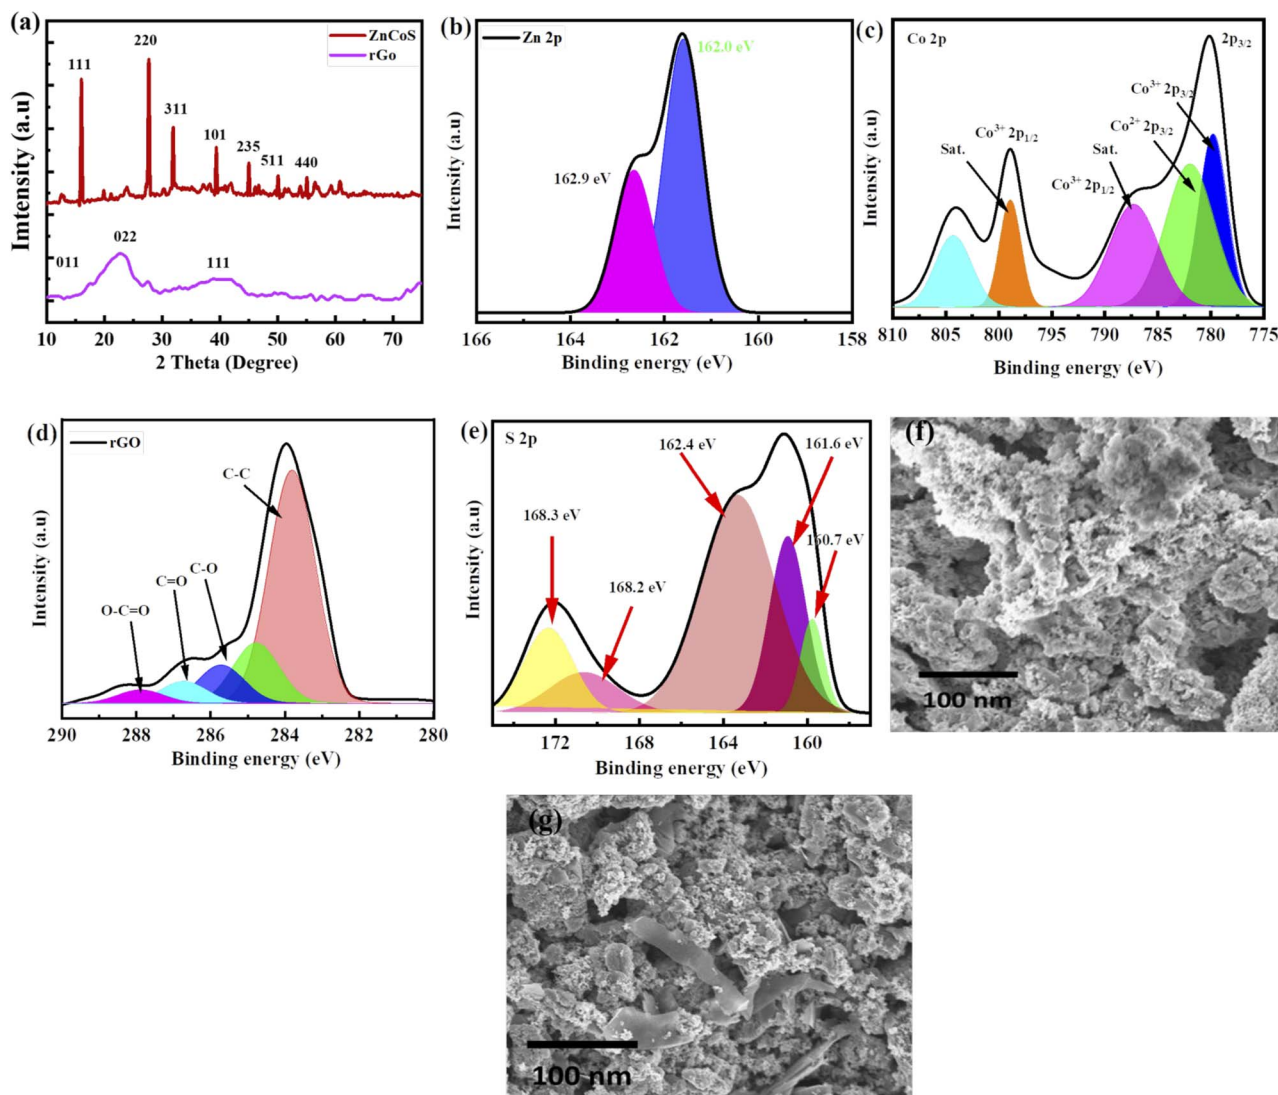 (a)
ZnCoS
rGo
111
220
311
101
235
511
440
011
022
111
Imtensity (a.u)
10 20 30 40 50 60 70
2 Theta (Degree)
(b)
Zn 2p
162.0 eV
162.9 eV
Intensity (a.u)
166 164 162 160 158
Binding energy (eV)
(c)
Co 2p
2p3/2
Co3+ 2p3/2
Co2+ 2p3/2
Co3+ 2p1/2
Sat.
Sat.
Co3+ 2p1/2
Intensity (a.u)
810 805 800 795 790 785 780 775
Binding energy (eV)
(d)
rGO
C-C
C-O
C=O
O-C=O
Intensity (a.u)
290 288 286 284 282 280
Binding energy (eV)
(e)
S 2p
162.4 eV
161.6 eV
160.7 eV
168.3 eV
168.2 eV
Intensity (a.u)
172 168 164 160
Binding energy (eV)
(f)
100 nm
(g)
100 nm